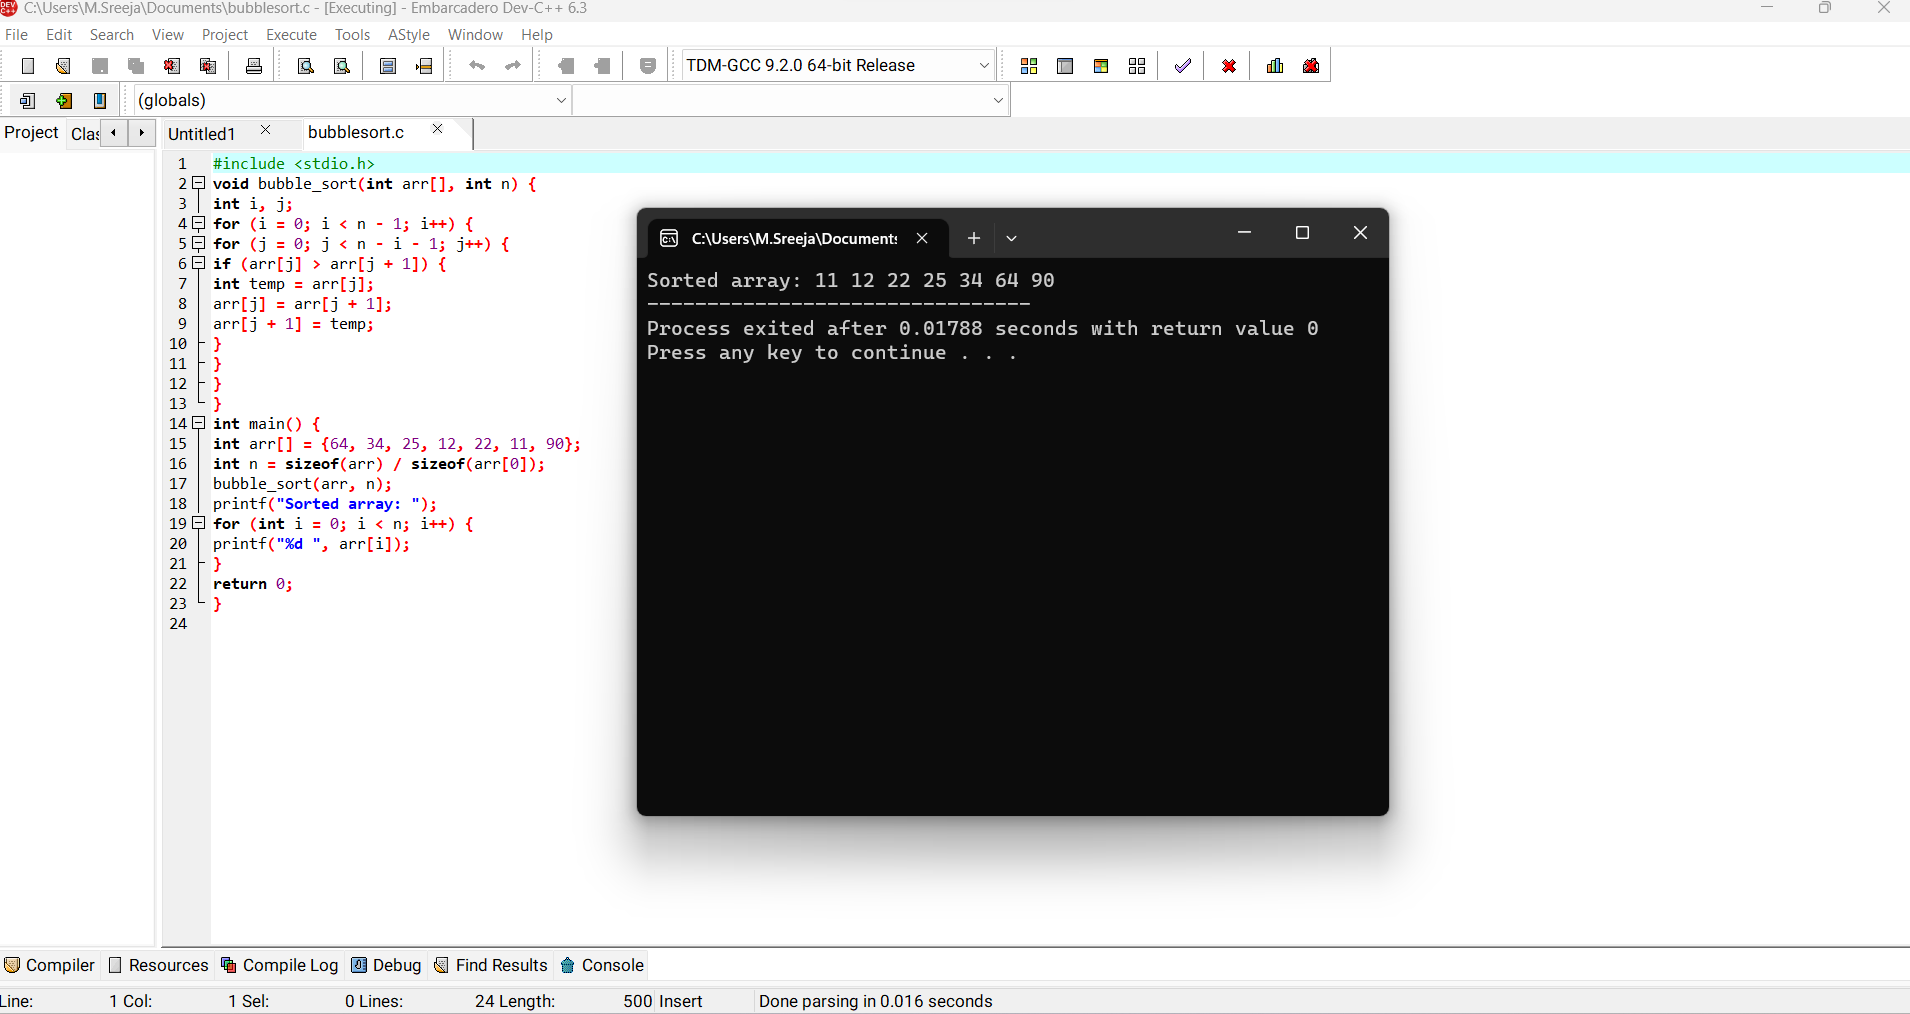 C:\Users\M.Sreeja\Documents\bubblesort.c - [Executing] - Embarcadero Dev-C++ 6.3
File Edit Search View Project Execute Tools AStyle Window Help
TDM-GCC 9.2.0 64-bit Release
(globals)
Project Clas Untitled1 bubblesort.c
1 #include <stdio.h>
2 void bubble_sort(int arr[], int n) {
3 int i, j;
4 for (i = 0; i < n - 1; i++) {
5 for (j = 0; j < n - i - 1; j++) {
6 if (arr[j] > arr[j + 1]) {
7 int temp = arr[j];
8 arr[j] = arr[j + 1];
9 arr[j + 1] = temp;
10 }
11 }
12 }
13 }
14 int main() {
15 int arr[] = {64, 34, 25, 12, 22, 11, 90};
16 int n = sizeof(arr) / sizeof(arr[0]);
17 bubble_sort(arr, n);
18 printf("Sorted array: ");
19 for (int i = 0; i < n; i++) {
20 printf("%d ", arr[i]);
21 }
22 return 0;
23 }
24
C:\Users\M.Sreeja\Documents
Sorted array: 11 12 22 25 34 64 90
--------------------------------
Process exited after 0.01788 seconds with return value 0
Press any key to continue . . .
Compiler Resources Compile Log Debug Find Results Console
Line: 1 Col: 1 Sel: 0 Lines: 24 Length: 500 Insert Done parsing in 0.016 seconds